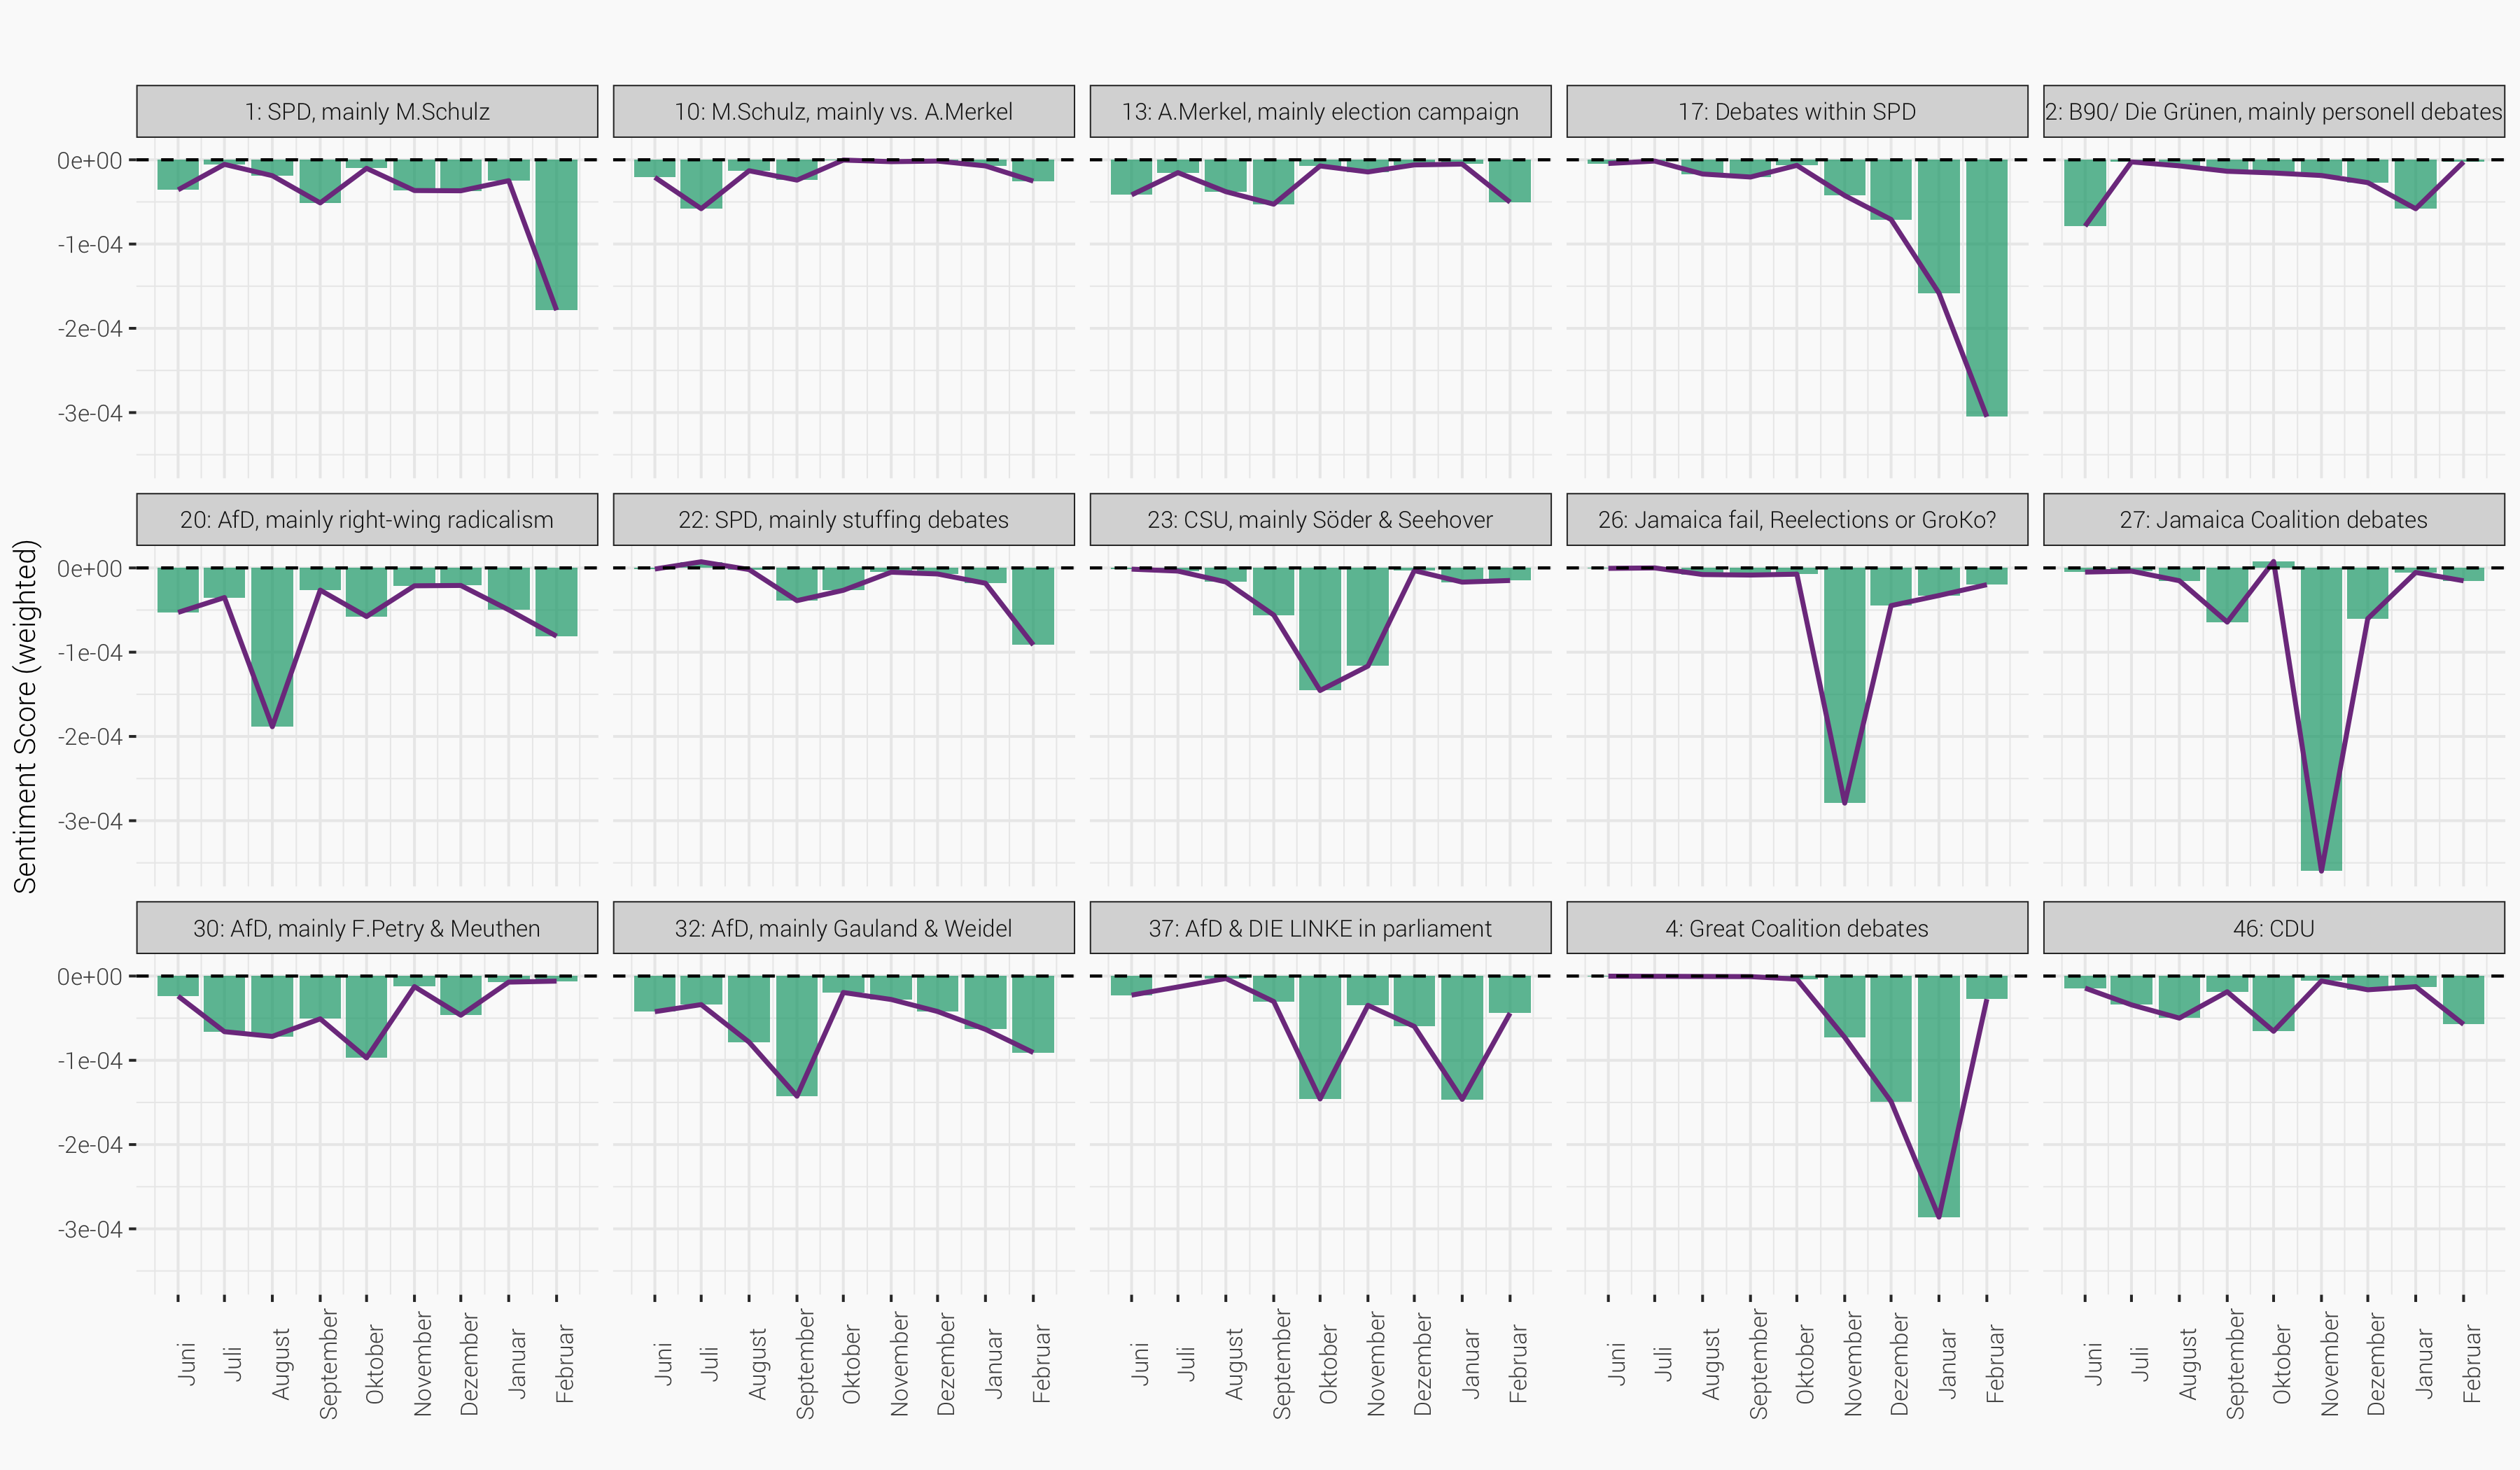 1: SPD, mainly M.Schulz
10: M.Schulz, mainly vs. A.Merkel
13: A.Merkel, mainly election campaign
17: Debates within SPD
2: B90/ Die Grünen, mainly personell debates
0e+00
-1e-04
-2e-04
-3e-04
20: AfD, mainly right-wing radicalism
22: SPD, mainly stuffing debates
23: CSU, mainly Söder & Seehover
26: Jamaica fail, Reelections or GroKo?
27: Jamaica Coalition debates
0e+00
-1e-04
-2e-04
-3e-04
Sentiment Score (weighted)
30: AfD, mainly F.Petry & Meuthen
32: AfD, mainly Gauland & Weidel
37: AfD & DIE LINKE in parliament
4: Great Coalition debates
46: CDU
0e+00
-1e-04
-2e-04
-3e-04
Juni
Juli
August
September
Oktober
November
Dezember
Januar
Februar
Juni
Juli
August
September
Oktober
November
Dezember
Januar
Februar
Juni
Juli
August
September
Oktober
November
Dezember
Januar
Februar
Juni
Juli
August
September
Oktober
November
Dezember
Januar
Februar
Juni
Juli
August
September
Oktober
November
Dezember
Januar
Februar